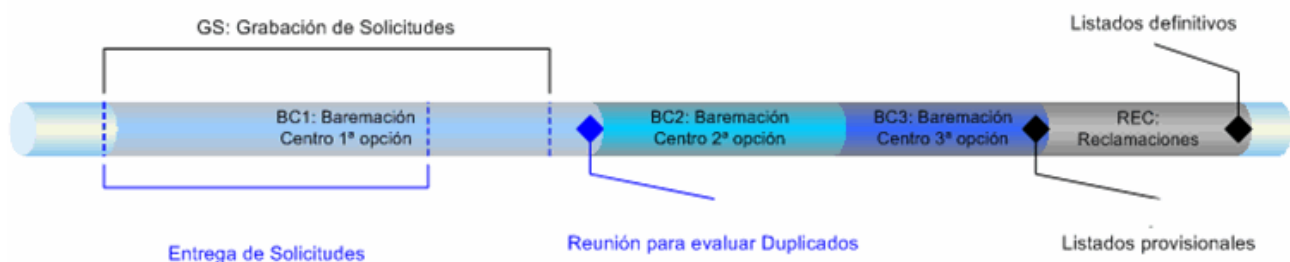 GS: Grabación de Solicitudes
Listados definitivos
BC1: Baremación
Centro 1ª opción
BC2: Baremación
Centro 2ª opción
BC3: Baremación
Centro 3ª opción
REC:
Reclamaciones
Entrega de Solicitudes
Reunión para evaluar Duplicados
Listados provisionales